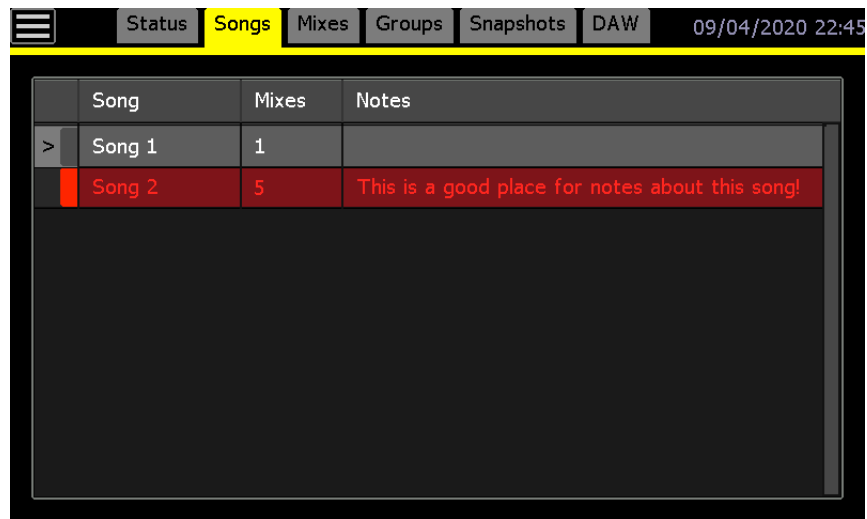 Status Songs Mixes Groups Snapshots DAW 09/04/2020 22:45
Song Mixes Notes
> Song 1 1
Song 2 5 This is a good place for notes about this song!